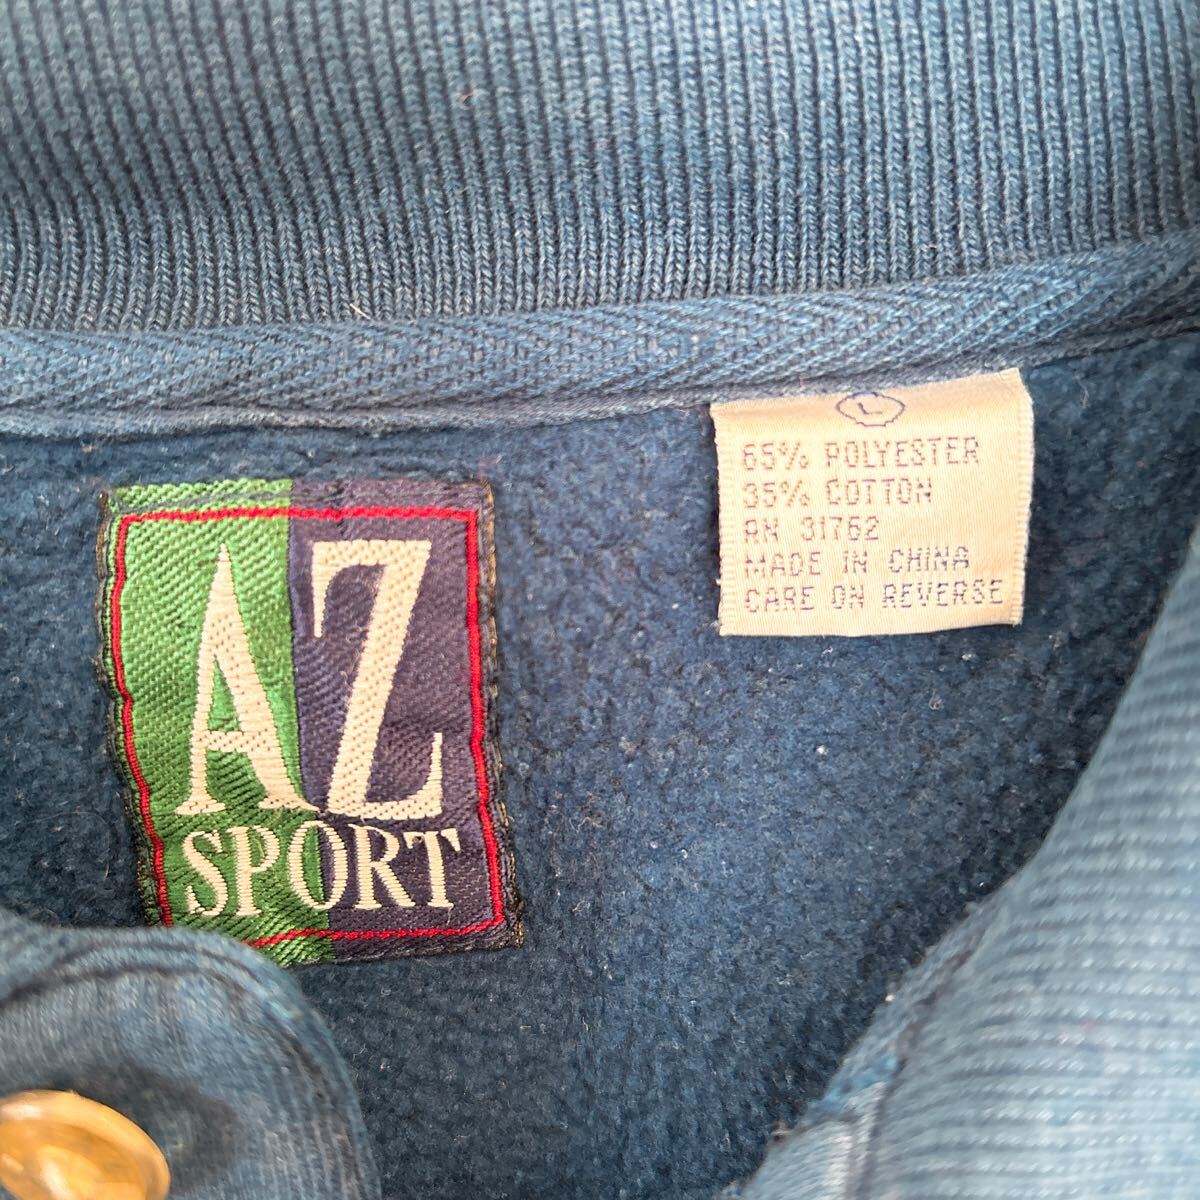 AZ
SPORT
L
65% POLYESTER
35% COTTON
RN 31762
MADE IN CHINA
CARE ON REVERSE